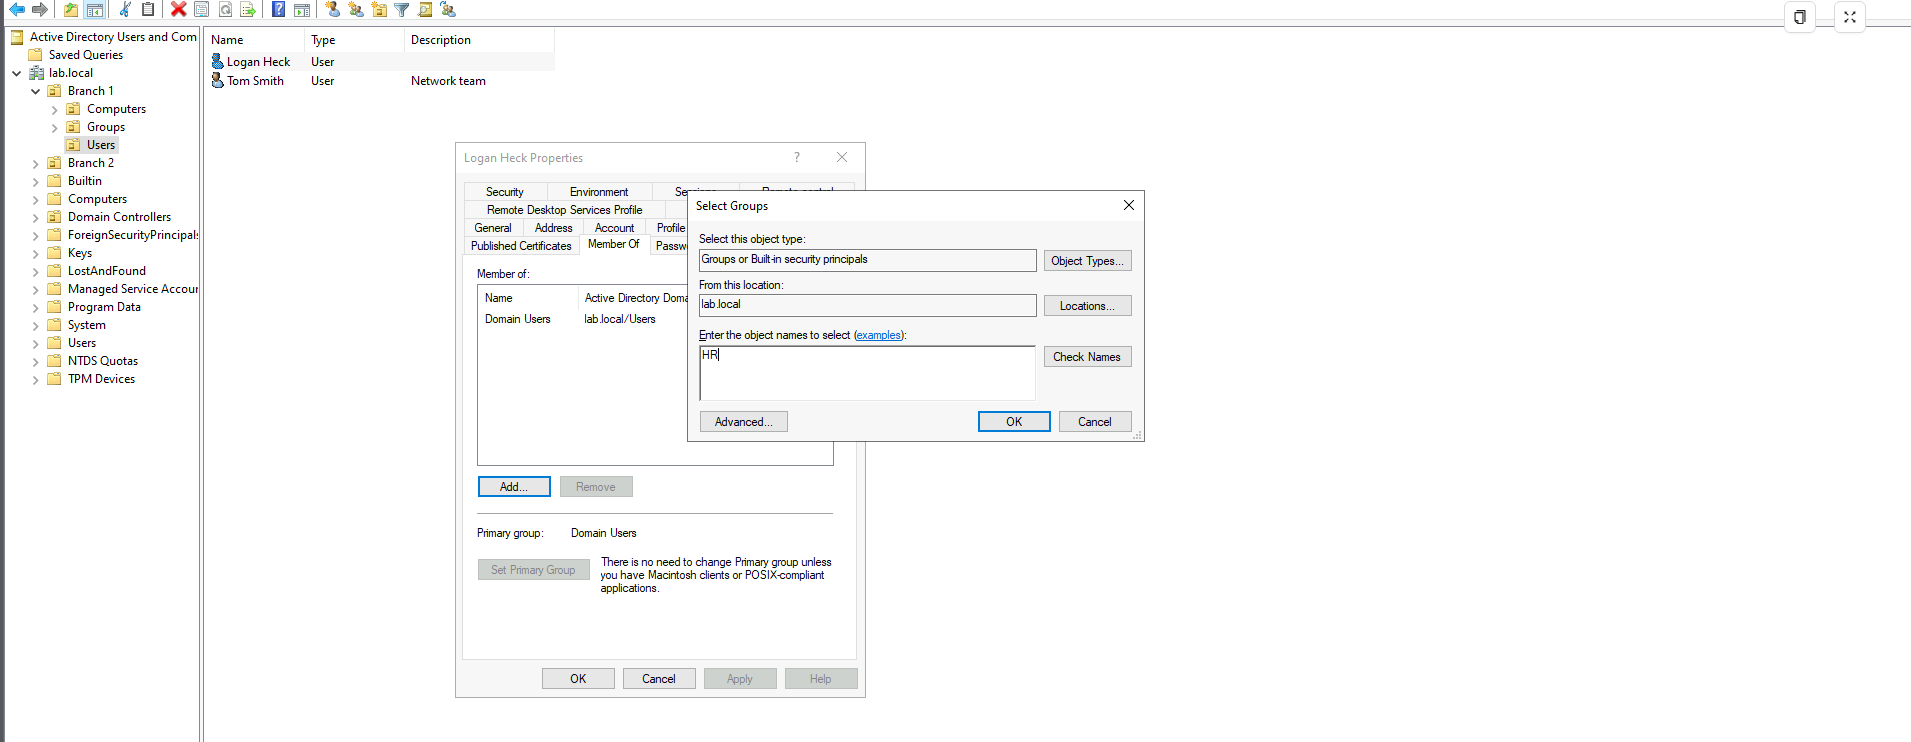 Active Directory Users and Com
Saved Queries
lab.local
Branch 1
Computers
Groups
Users
Branch 2
Builtin
Computers
Domain Controllers
ForeignSecurityPrincipals
Keys
LostAndFound
Managed Service Accour
Program Data
System
Users
NTDS Quotas
TPM Devices
Name Type Description
Logan Heck User
Tom Smith User Network team
Logan Heck Properties ?
Security Environment Sessions Remote control
Remote Desktop Services Profile
General Address Account Profile
Published Certificates Member Of Passw
Member of:
Name Active Directory Doma
Domain Users lab.local/Users
Add... Remove
Primary group: Domain Users
Set Primary Group
There is no need to change Primary group unless
you have Macintosh clients or POSIX-compliant
applications.
OK Cancel Apply Help
Select Groups
Select this object type:
Groups or Built-in security principals Object Types...
From this location:
lab.local Locations...
Enter the object names to select (examples):
HR Check Names
Advanced... OK Cancel